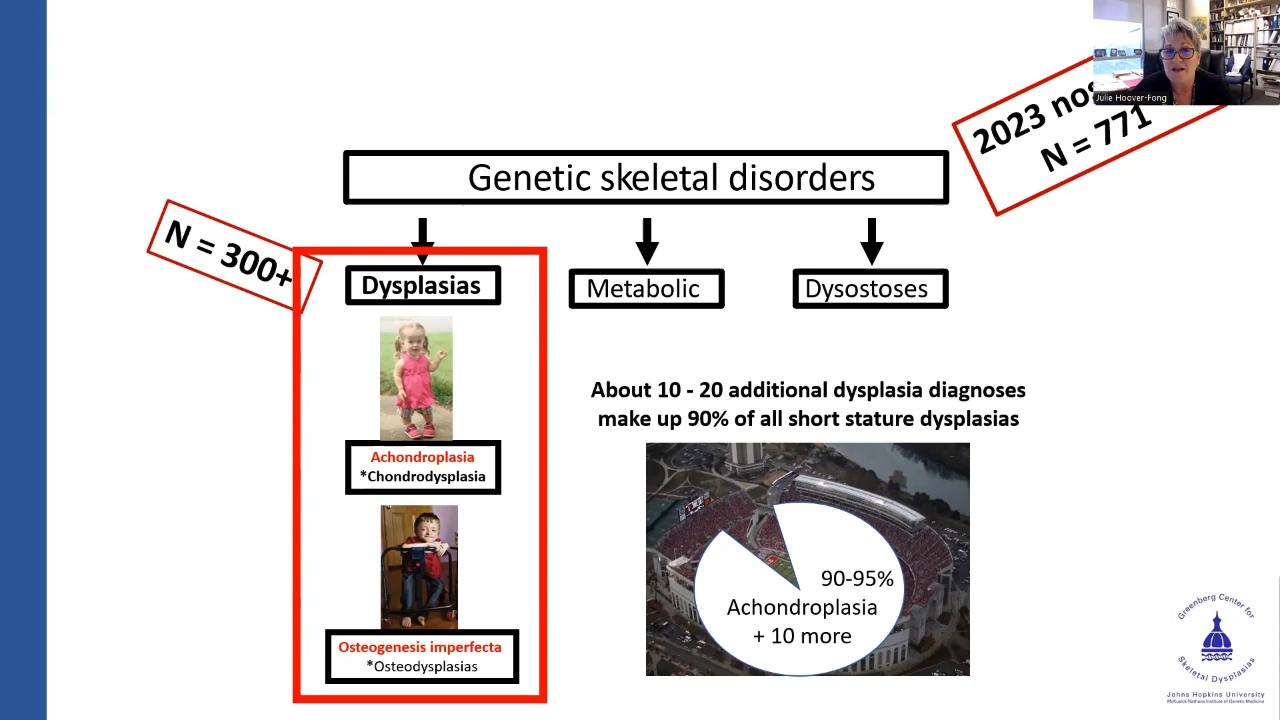 Julie Hoover-Fong
2023
N = 771
Genetic skeletal disorders
N = 300+
Dysplasias
Metabolic
Dysostoses
Achondroplasia
*Chondrodysplasia
Osteogenesis imperfecta
*Osteodysplasias
About 10 - 20 additional dysplasia diagnoses
make up 90% of all short stature dysplasias
90-95%
Achondroplasia
+ 10 more
Greenberg Center for
Skeletal Dysplasias
Johns Hopkins University
McKusick-Nathans Institute of Genetic Medicine